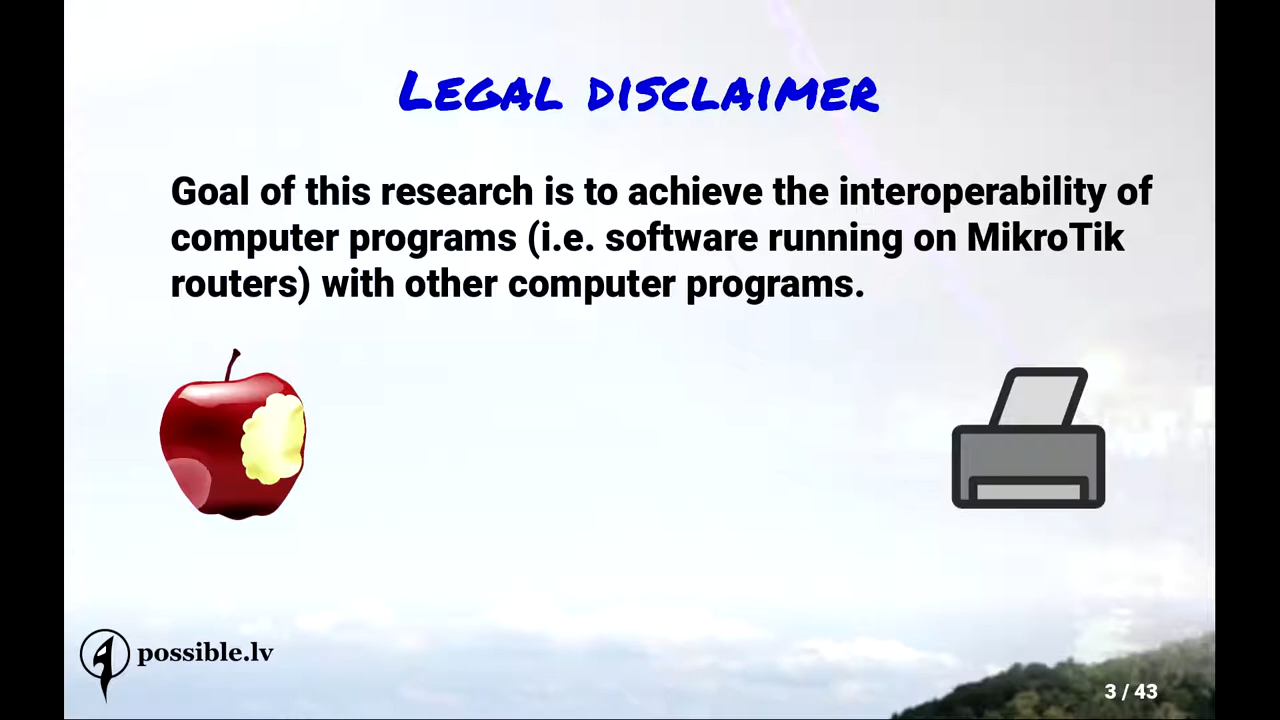 Legal disclaimer
Goal of this research is to achieve the interoperability of
computer programs (i.e. software running on MikroTik
routers) with other computer programs.
possible.lv
3 / 43